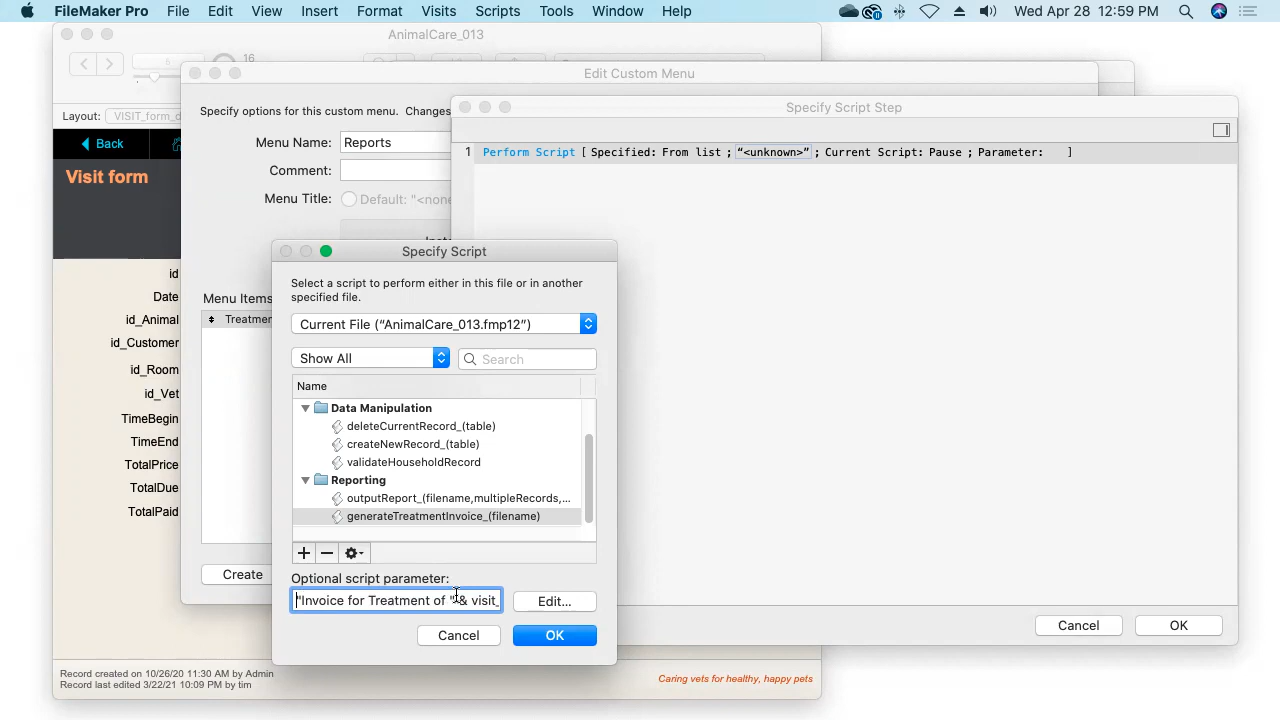 FileMaker Pro File Edit View Insert Format Visits Scripts Tools Window Help Wed Apr 28 12:59 PM
AnimalCare_013
6 16
Edit Custom Menu
Layout: VISIT_form_d
Specify options for this custom menu. Changes
Specify Script Step
Back
Menu Name: Reports
1 Perform Script [ Specified: From list ; "<unknown>" ; Current Script: Pause ; Parameter: ]
Comment:
Visit form
Menu Title: Default: "<none
Specify Script
id
Select a script to perform either in this file or in another
specified file.
Date
Menu Items
id_Animal
Treatmen
Current File ("AnimalCare_013.fmp12")
id_Customer
Show All Search
id_Room
Name
id_Vet
Data Manipulation
TimeBegin
deleteCurrentRecord_(table)
TimeEnd
createNewRecord_(table)
TotalPrice
validateHouseholdRecord
Reporting
TotalDue
outputReport_(filename,multipleRecords,...
TotalPaid
generateTreatmentInvoice_(filename)
Create
Optional script parameter:
"Invoice for Treatment of " & visit_ Edit...
Cancel OK
Cancel OK
Record created on 10/26/20 11:30 AM by Admin
Record last edited 3/22/21 10:09 PM by tim
Caring vets for healthy, happy pets